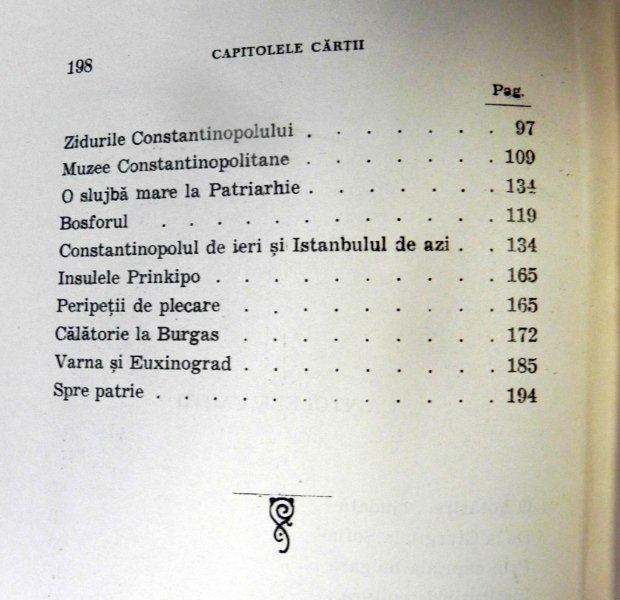 198
CAPITOLELE CĂRTII
Pag.
Zidurile Constantinopolului . . . . . . . 97
Muzee Constantinopolitane . . . . . . . 109
O slujbă mare la Patriarhie . . . . . . . 134
Bosforul . . . . . . . . . . . . 119
Constantinopolul de ieri și Istanbulul de azi . . 134
Insulele Prinkipo . . . . . . . . . . 165
Peripeții de plecare . . . . . . . . . 165
Călătorie la Burgas . . . . . . . . . 172
Varna și Euxinograd . . . . . . . . . 185
Spre patrie . . . . . . . . . . . . 194